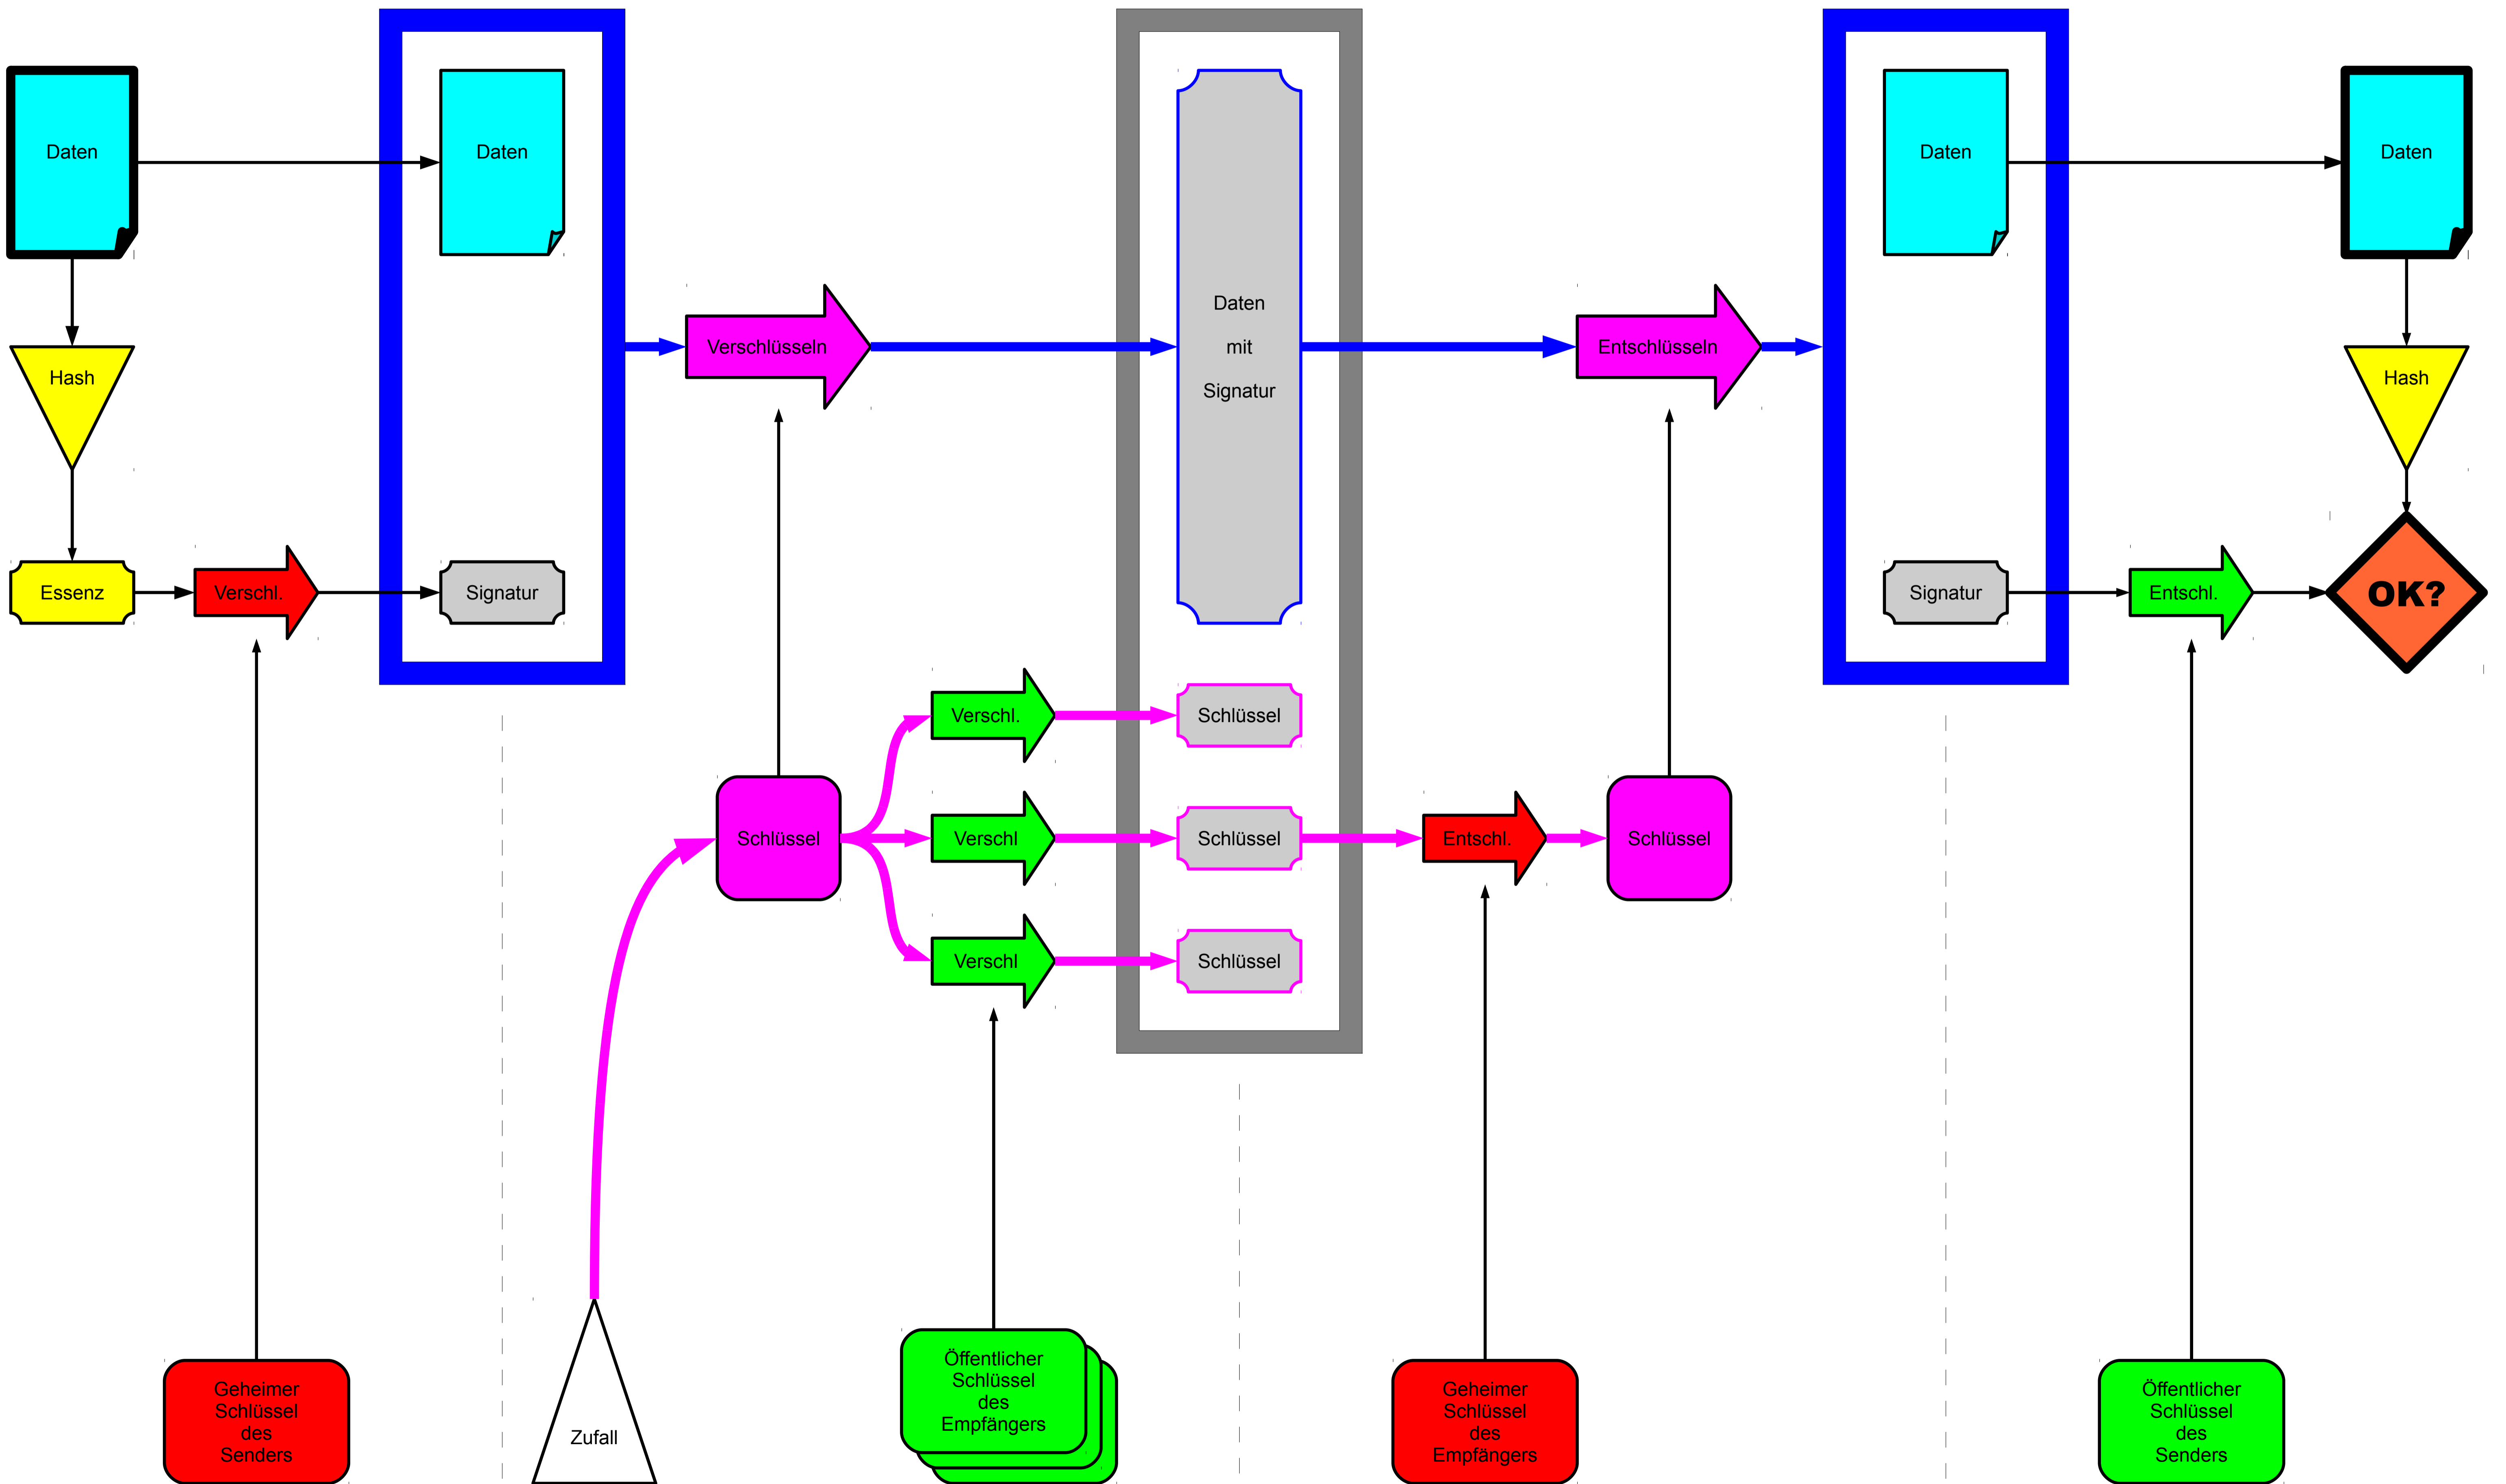 Daten
Daten
Daten
Daten
Verschlüsseln
Daten
mit
Signatur
Entschlüsseln
Hash
Hash
Essenz
Verschl.
Signatur
Signatur
Entschl.
OK?
Verschl.
Schlüssel
Schlüssel
Verschl
Schlüssel
Entschl.
Schlüssel
Verschl
Schlüssel
Geheimer
Schlüssel
des
Senders
Zufall
Öffentlicher
Schlüssel
des
Empfängers
Geheimer
Schlüssel
des
Empfängers
Öffentlicher
Schlüssel
des
Senders